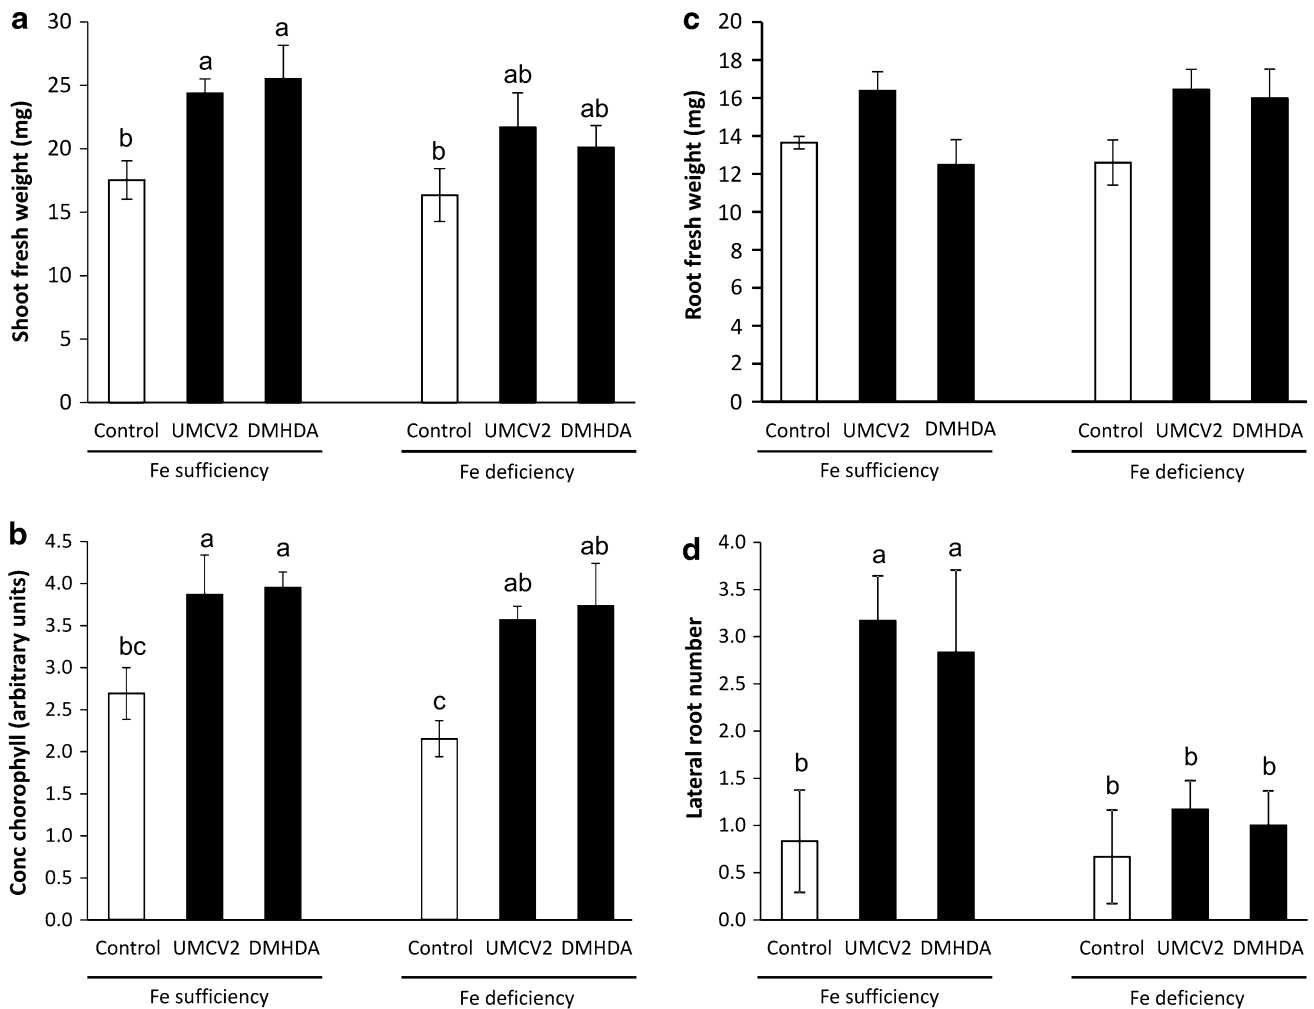 a
Shoot fresh weight (mg)
30
25
20
15
10
5
0
b
a
a
b
ab
ab
Control UMCV2 DMHDA Control UMCV2 DMHDA
Fe sufficiency Fe deficiency
c
Root fresh weight (mg)
20
18
16
14
12
10
8
6
4
2
0
Control UMCV2 DMHDA Control UMCV2 DMHDA
Fe sufficiency Fe deficiency
b
Conc chorophyll (arbitrary units)
4.5
4.0
3.5
3.0
2.5
2.0
1.5
1.0
0.5
0.0
bc
a
a
c
ab
ab
Control UMCV2 DMHDA Control UMCV2 DMHDA
Fe sufficiency Fe deficiency
d
Lateral root number
4.0
3.5
3.0
2.5
2.0
1.5
1.0
0.5
0.0
b
a
a
b
b
b
Control UMCV2 DMHDA Control UMCV2 DMHDA
Fe sufficiency Fe deficiency